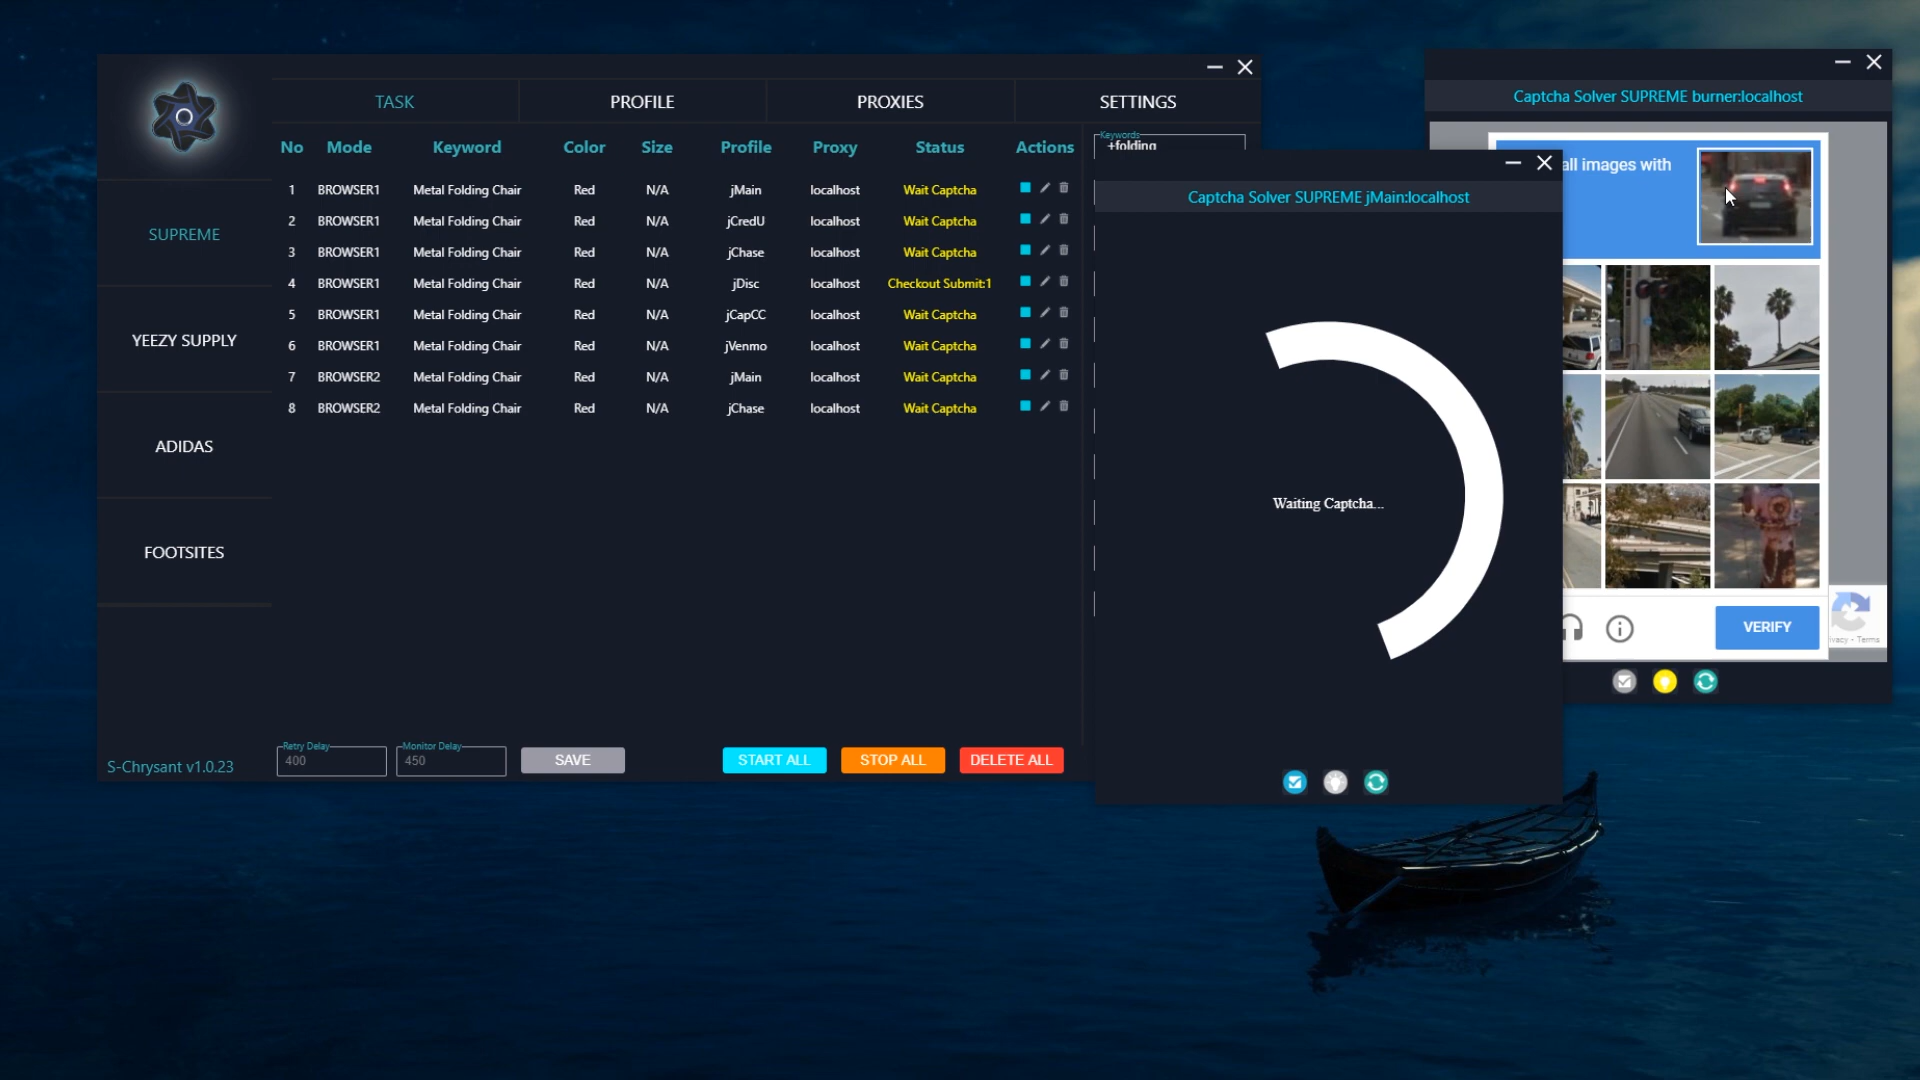 TASK PROFILE PROXIES SETTINGS
No Mode Keyword Color Size Profile Proxy Status Actions
1 BROWSER1 Metal Folding Chair Red N/A jMain localhost Wait Captcha
2 BROWSER1 Metal Folding Chair Red N/A jCredU localhost Wait Captcha
3 BROWSER1 Metal Folding Chair Red N/A jChase localhost Wait Captcha
4 BROWSER1 Metal Folding Chair Red N/A jDisc localhost Checkout Submit:1
5 BROWSER1 Metal Folding Chair Red N/A jCapCC localhost Wait Captcha
6 BROWSER1 Metal Folding Chair Red N/A jVenmo localhost Wait Captcha
7 BROWSER2 Metal Folding Chair Red N/A jMain localhost Wait Captcha
8 BROWSER2 Metal Folding Chair Red N/A jChase localhost Wait Captcha
SUPREME
YEEZY SUPPLY
ADIDAS
FOOTSITES
S-Chrysant v1.0.23
Retry Delay
400
Monitor Delay
450
SAVE
START ALL
STOP ALL
DELETE ALL
Keywords
+folding
Captcha Solver SUPREME jMain:localhost
Waiting Captcha...
Captcha Solver SUPREME burner:localhost
all images with
VERIFY
- Terms